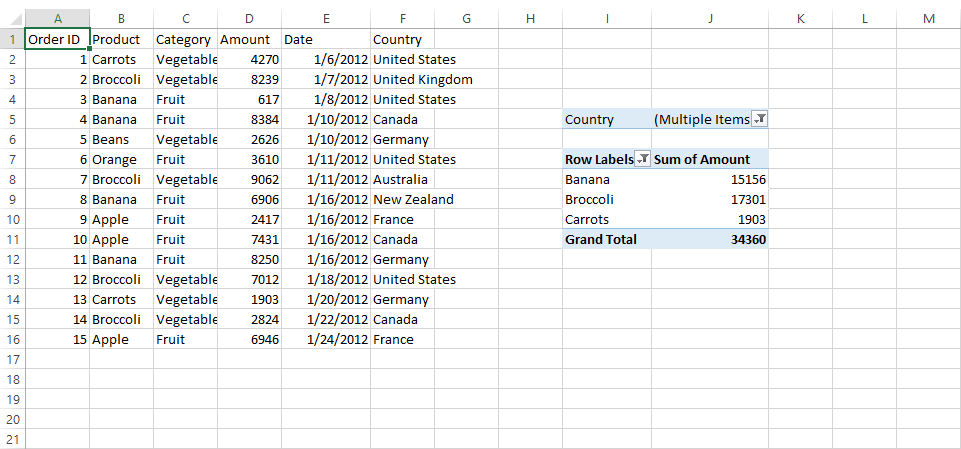 A B C D E F G H I J K L M
1 Order ID Product Category Amount Date Country
2 1 Carrots Vegetable 4270 1/6/2012 United States
3 2 Broccoli Vegetable 8239 1/7/2012 United Kingdom
4 3 Banana Fruit 617 1/8/2012 United States
5 4 Banana Fruit 8384 1/10/2012 Canada Country (Multiple Items
6 5 Beans Vegetable 2626 1/10/2012 Germany
7 6 Orange Fruit 3610 1/11/2012 United States Row Labels Sum of Amount
8 7 Broccoli Vegetable 9062 1/11/2012 Australia Banana 15156
9 8 Banana Fruit 6906 1/16/2012 New Zealand Broccoli 17301
10 9 Apple Fruit 2417 1/16/2012 France Carrots 1903
11 10 Apple Fruit 7431 1/16/2012 Canada Grand Total 34360
12 11 Banana Fruit 8250 1/16/2012 Germany
13 12 Broccoli Vegetable 7012 1/18/2012 United States
14 13 Carrots Vegetable 1903 1/20/2012 Germany
15 14 Broccoli Vegetable 2824 1/22/2012 Canada
16 15 Apple Fruit 6946 1/24/2012 France
17
18
19
20
21